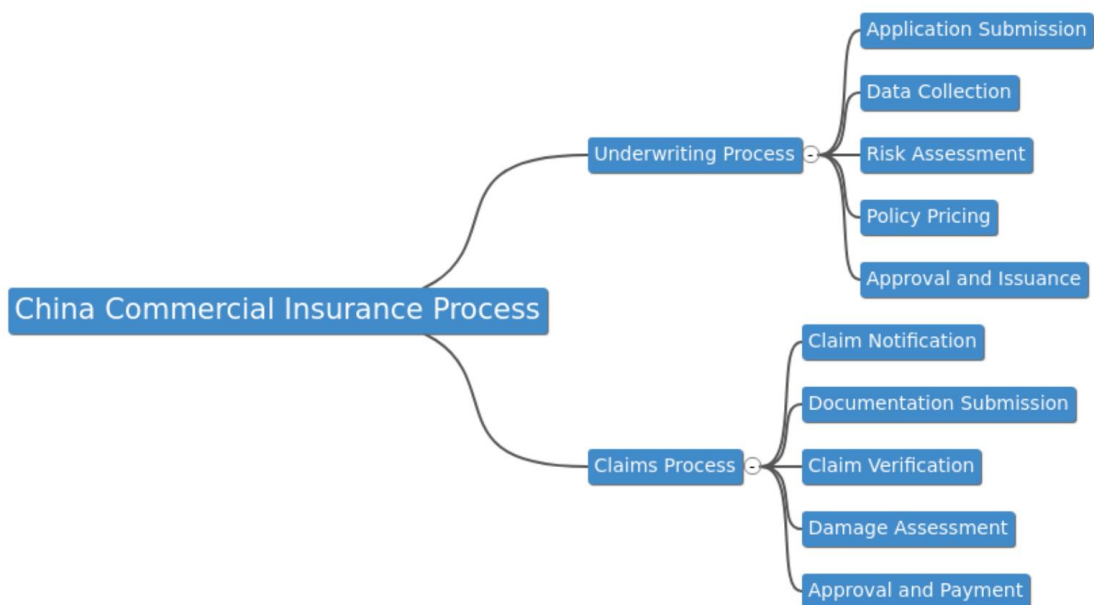 China Commercial Insurance Process
Underwriting Process
Application Submission
Data Collection
Risk Assessment
Policy Pricing
Approval and Issuance
Claims Process
Claim Notification
Documentation Submission
Claim Verification
Damage Assessment
Approval and Payment